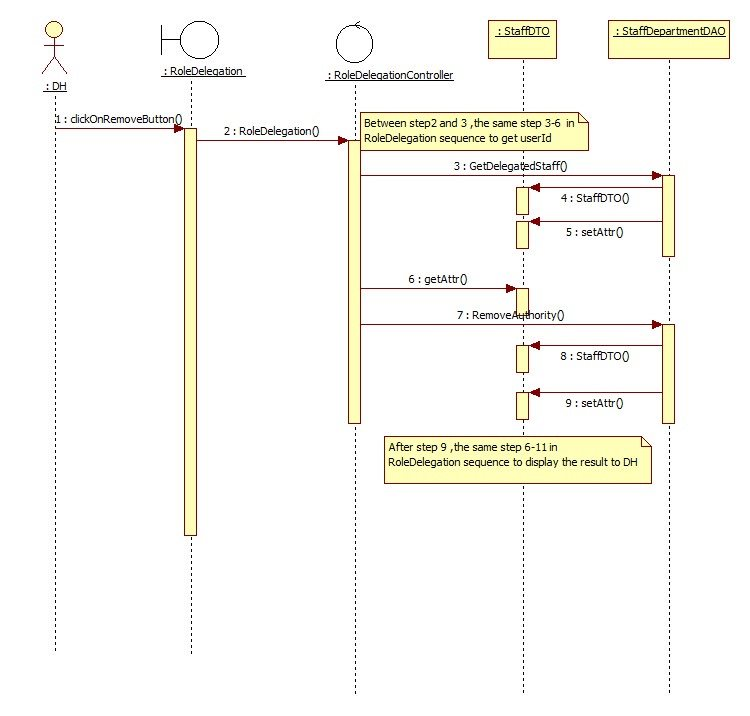 : DH
: RoleDelegation
: RoleDelegationController
: StaffDTO
: StaffDepartmentDAO
1 : clickOnRemoveButton()
2 : RoleDelegation()
Between step2 and 3 ,the same step 3-6 in
RoleDelegation sequence to get userId
3 : GetDelegatedStaff()
4 : StaffDTO()
5 : setAttr()
6 : getAttr()
7 : RemoveAuthority()
8 : StaffDTO()
9 : setAttr()
After step 9 ,the same step 6-11 in
RoleDelegation sequence to display the result to DH